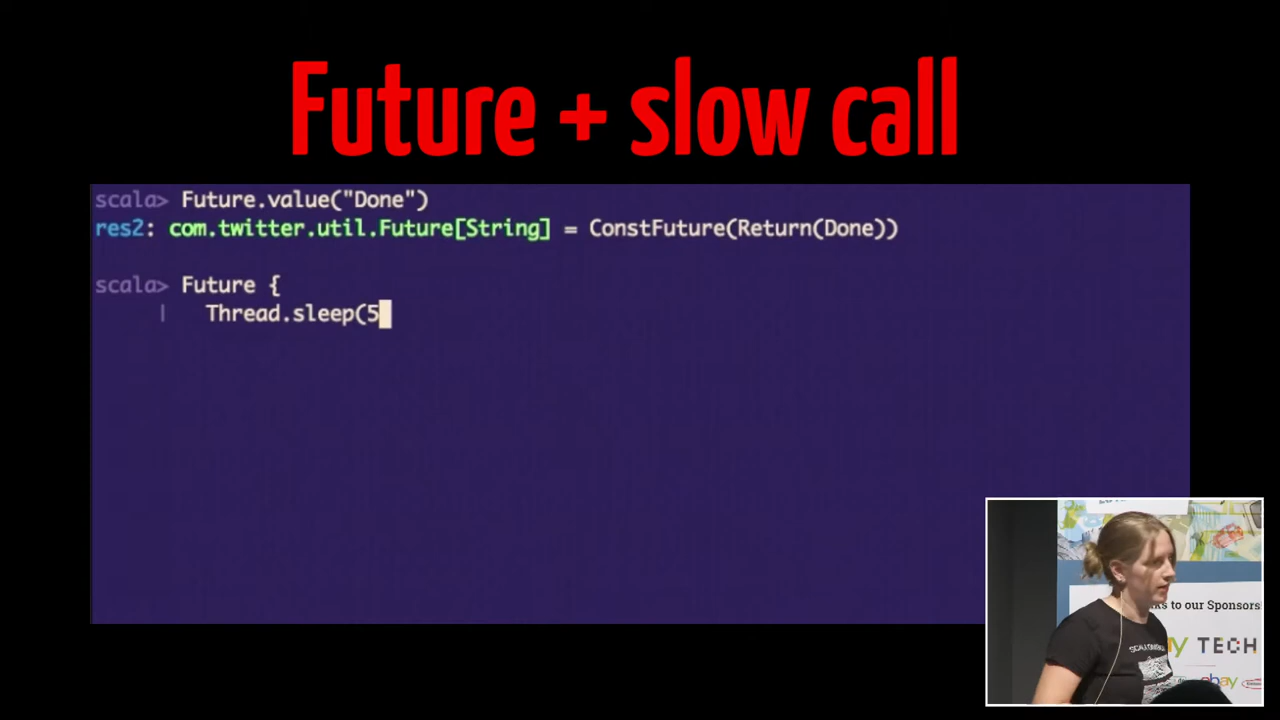 Future + slow call
scala> Future.value("Done")
res2: com.twitter.util.Future[String] = ConstFuture(Return(Done))
scala> Future {
| Thread.sleep(5
to our Sponsors
TECH
ebay